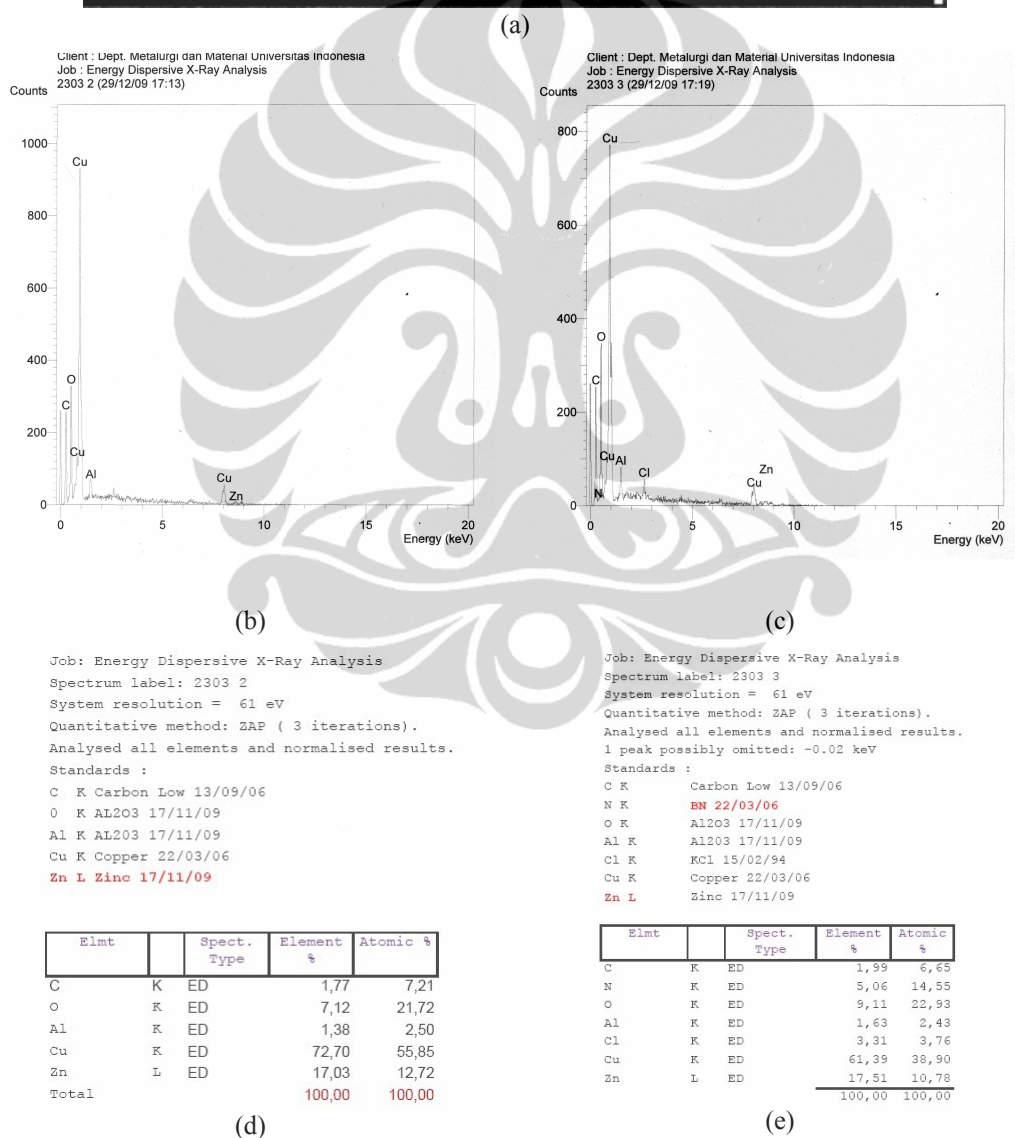 (a)
Client : Dept. Metalurgi dan Material Universitas Indonesia
Job : Energy Dispersive X-Ray Analysis
2303 2 (29/12/09 17:13)
Counts
1000
800
600
400
200
0
Cu
O
C
Cu
Al
Cu
Zn
0 5 10 15 20
Energy (keV)
(b)
Client : Dept. Metalurgi dan Material Universitas Indonesia
Job : Energy Dispersive X-Ray Analysis
2303 3 (29/12/09 17:19)
Counts
800
600
400
200
0
Cu
O
C
Cu
Al
Cl
N
Zn
Cu
0 5 10 15 20
Energy (keV)
(c)
Job: Energy Dispersive X-Ray Analysis
Spectrum label: 2303 2
System resolution = 61 eV
Quantitative method: ZAP ( 3 iterations).
Analysed all elements and normalised results.
Standards :
C K Carbon Low 13/09/06
O K AL2O3 17/11/09
Al K AL2O3 17/11/09
Cu K Copper 22/03/06
Zn L Zinc 17/11/09
Elmt Spect. Type Element % Atomic %
C K ED 1,77 7,21
O K ED 7,12 21,72
Al K ED 1,38 2,50
Cu K ED 72,70 55,85
Zn L ED 17,03 12,72
Total 100,00 100,00
(d)
Job: Energy Dispersive X-Ray Analysis
Spectrum label: 2303 3
System resolution = 61 eV
Quantitative method: ZAP ( 3 iterations).
Analysed all elements and normalised results.
1 peak possibly omitted: -0.02 keV
Standards :
C K Carbon Low 13/09/06
N K BN 22/03/06
O K Al2O3 17/11/09
Al K Al2O3 17/11/09
Cl K KCl 15/02/94
Cu K Copper 22/03/06
Zn L Zinc 17/11/09
Elmt Spect. Type Element % Atomic %
C K ED 1,99 6,65
N K ED 5,06 14,55
O K ED 9,11 22,93
Al K ED 1,63 2,43
Cl K ED 3,31 3,76
Cu K ED 61,39 38,90
Zn L ED 17,51 10,78
100,00 100,00
(e)